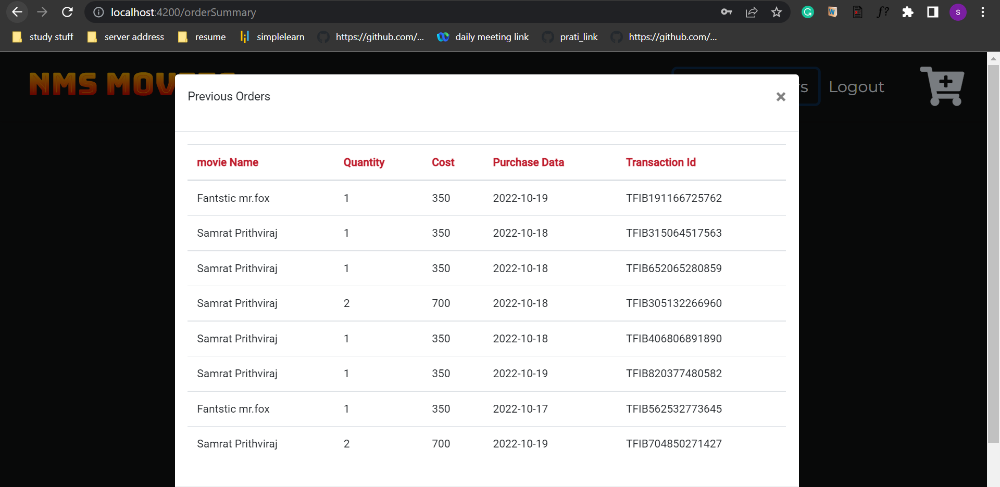 localhost:4200/orderSummary
study stuff server address resume simplelearn https://github.com/... daily meeting link prati_link https://github.com/...
NMS Logout
Previous Orders ×
movie Name Quantity Cost Purchase Data Transaction Id
Fantstic mr.fox 1 350 2022-10-19 TFIB191166725762
Samrat Prithviraj 1 350 2022-10-18 TFIB315064517563
Samrat Prithviraj 1 350 2022-10-18 TFIB652065280859
Samrat Prithviraj 2 700 2022-10-18 TFIB305132266960
Samrat Prithviraj 1 350 2022-10-18 TFIB406806891890
Samrat Prithviraj 1 350 2022-10-19 TFIB820377480582
Fantstic mr.fox 1 350 2022-10-17 TFIB562532773645
Samrat Prithviraj 2 700 2022-10-19 TFIB704850271427